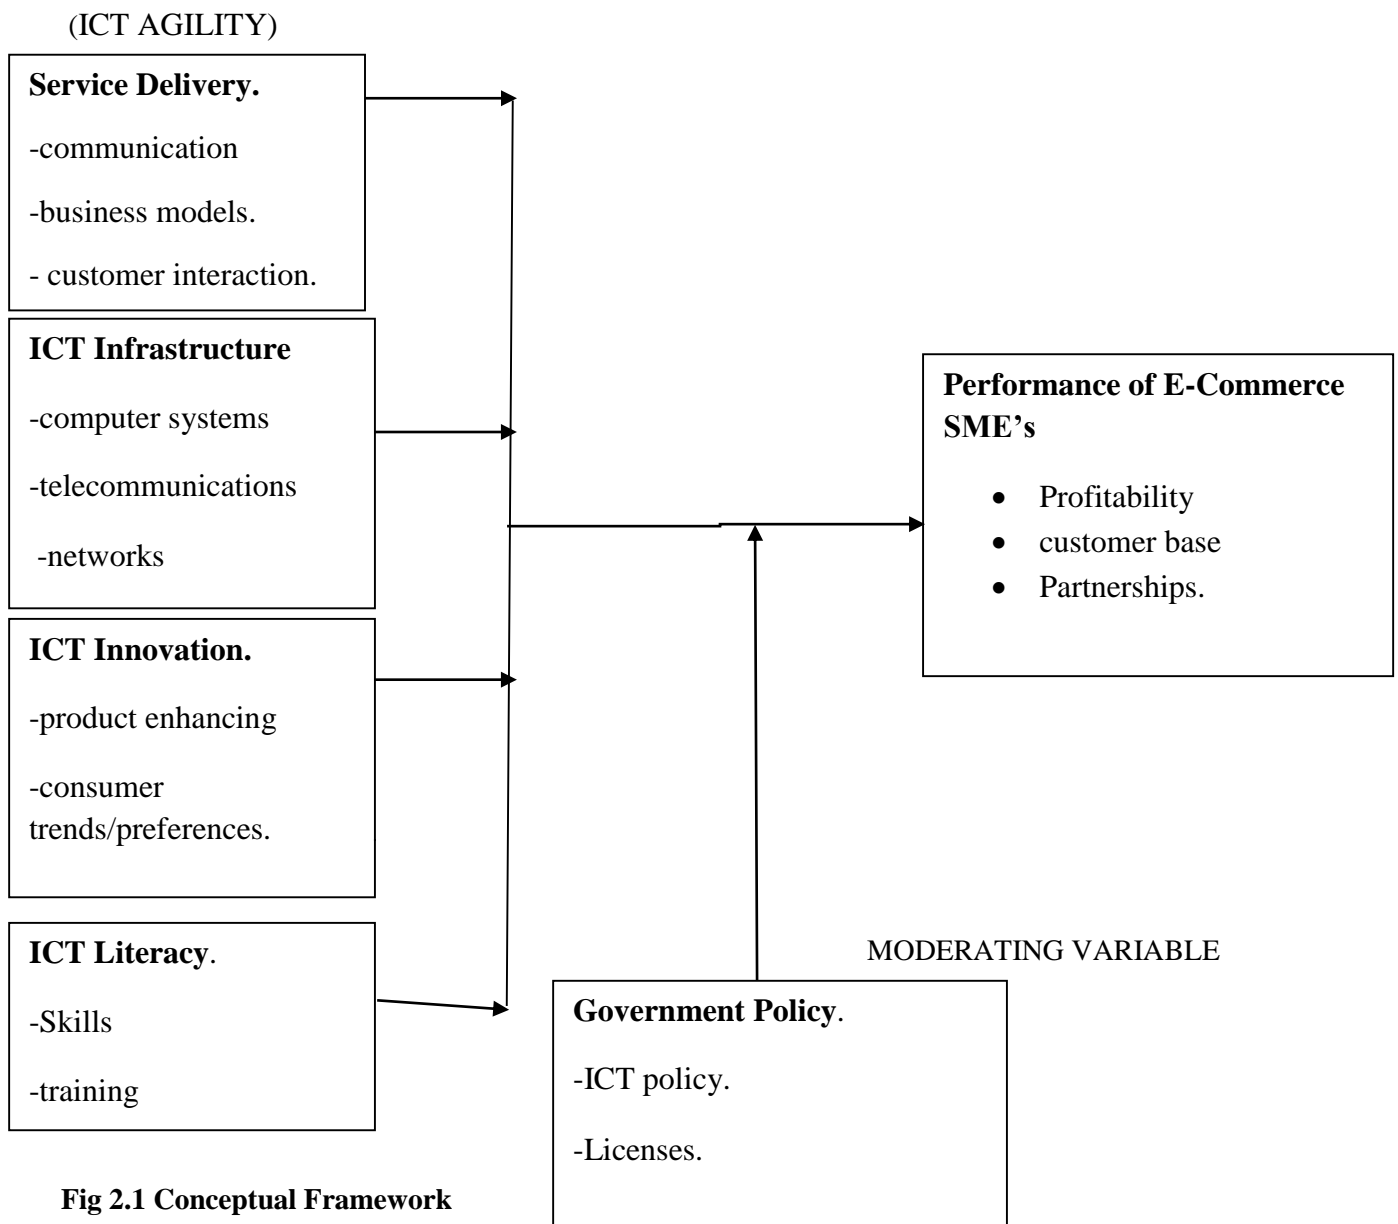 (ICT AGILITY)
Service Delivery.
-communication
-business models.
- customer interaction.
ICT Infrastructure
-computer systems
-telecommunications
-networks
ICT Innovation.
-product enhancing
-consumer
trends/preferences.
ICT Literacy.
-Skills
-training
Performance of E-Commerce
SME’s
• Profitability
• customer base
• Partnerships.
MODERATING VARIABLE
Government Policy.
-ICT policy.
-Licenses.
Fig 2.1 Conceptual Framework